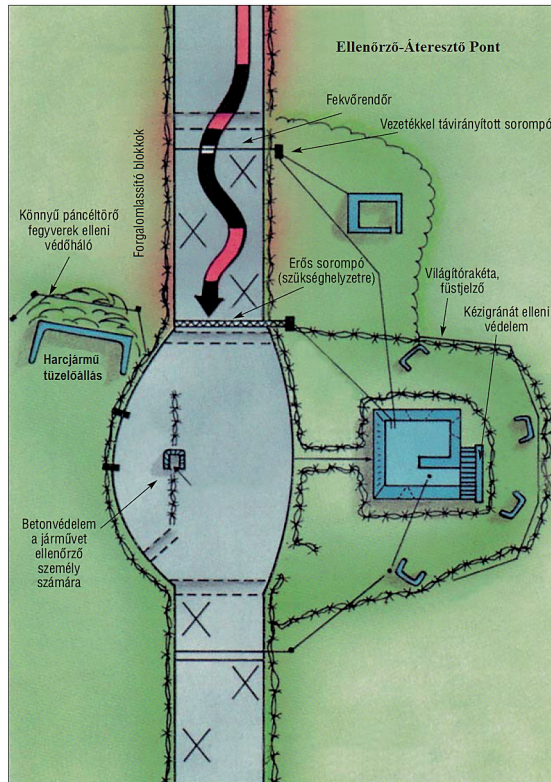 Ellenőrző-Áteresztő Pont
Fekvőrendőr
Vezetékkel távirányított sorompó
Forgalomlassító blokkok
Könnyű páncéltörő
fegyverek elleni
védőháló
Erős sorompó
(szükséghelyzetre)
Világítórakéta,
füstjelző
Kézigránát elleni
védelem
Harcjármű
tüzelőállás
Betonvédelem
a járművet
ellenőrző
személy
számára